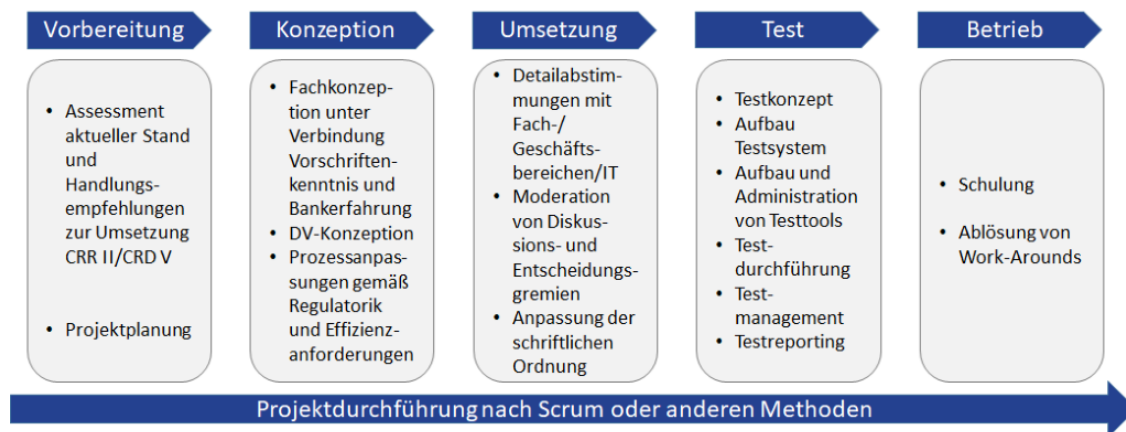 Vorbereitung
Konzeption
Umsetzung
Test
Betrieb
• Assessment
aktueller Stand
und
Handlungs-
empfehlungen
zur Umsetzung
CRR II/CRD V
• Projektplanung
• Fachkonzep-
tion unter
Verbindung
Vorschriften-
kenntnis und
Bankerfahrung
• DV-Konzeption
• Prozessanpas-
sungen gemäß
Regulatorik
und Effizienz-
anforderungen
• Detailabstim-
mungen mit
Fach-/
Geschäfts-
bereichen/IT
• Moderation
von Diskus-
sions- und
Entscheidungs-
gremien
• Anpassung der
schriftlichen
Ordnung
• Testkonzept
• Aufbau
Testsystem
• Aufbau und
Administration
von Testtools
• Test-
durchführung
• Test-
management
• Testreporting
• Schulung
• Ablösung von
Work-Arounds
Projektdurchführung nach Scrum oder anderen Methoden